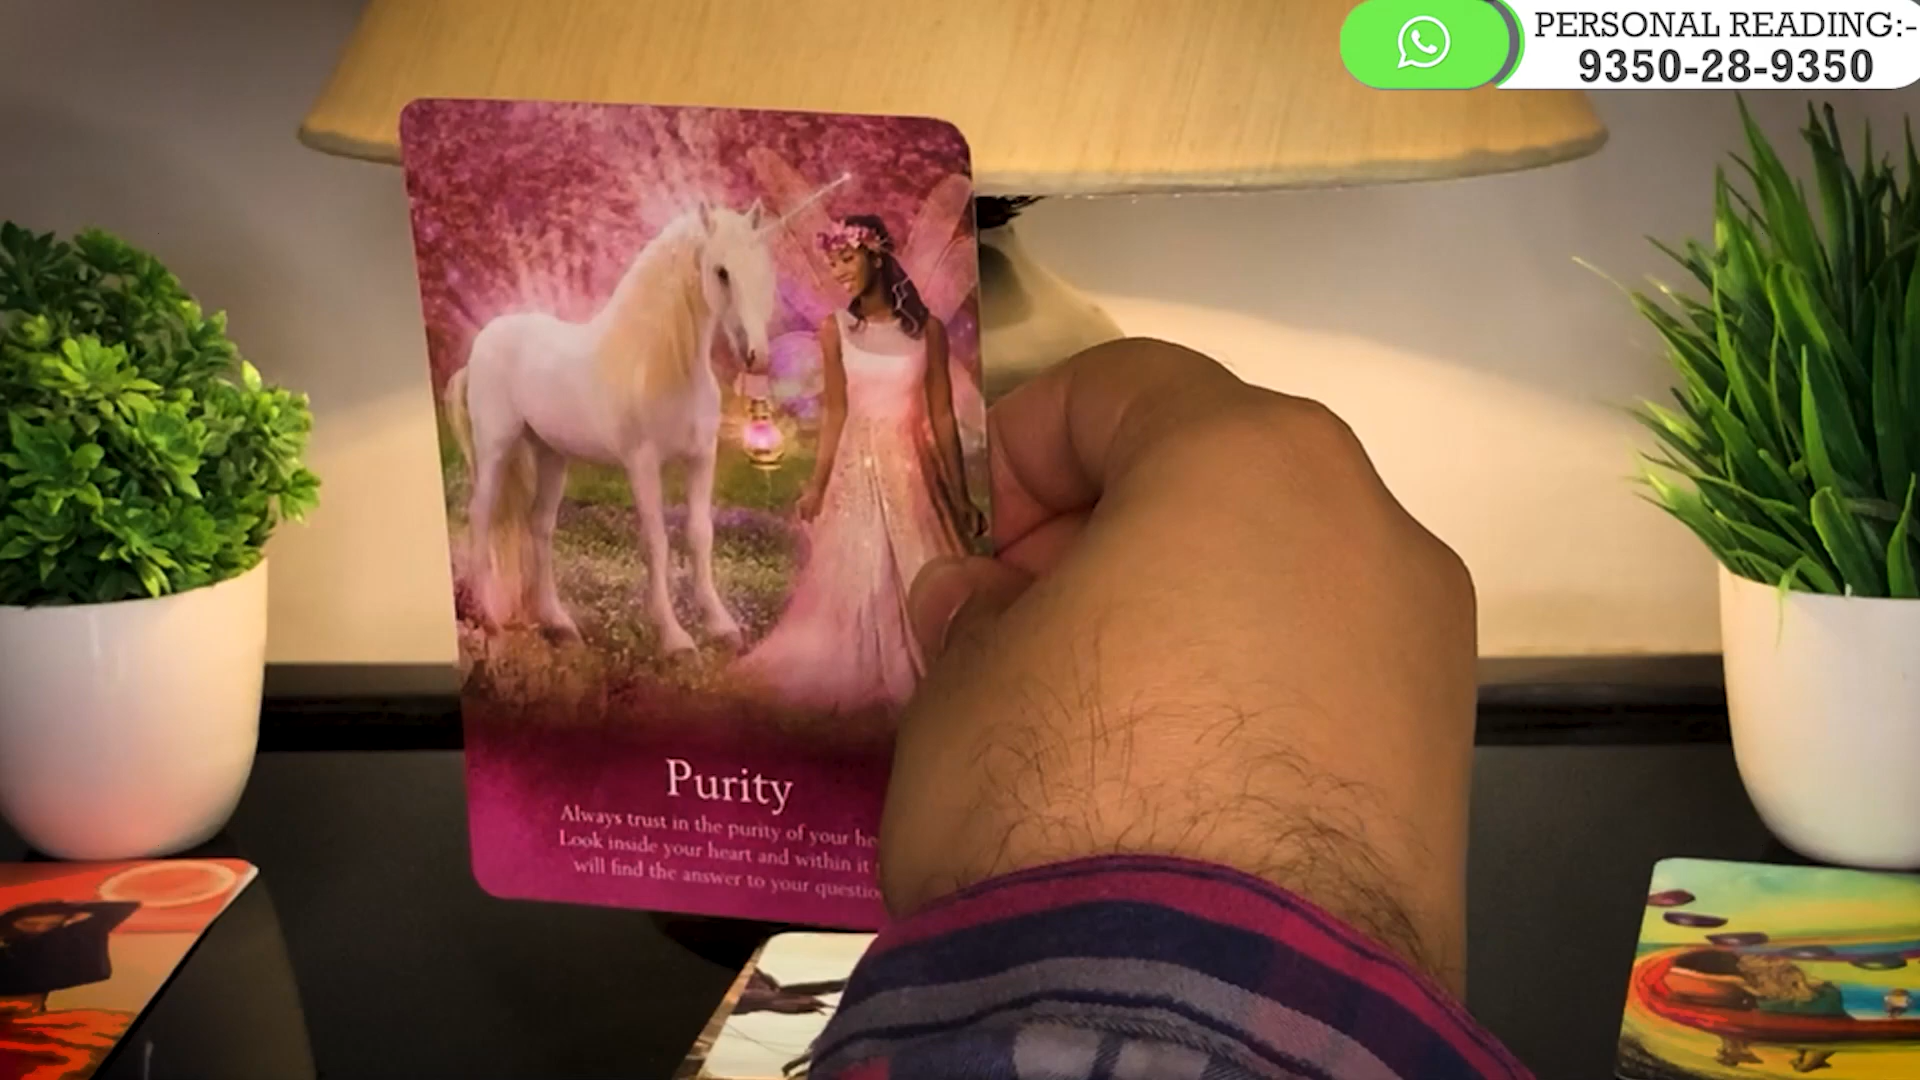 PERSONAL READING:-
9350-28-9350
Purity
Always trust in the purity of your
Look inside your heart and within it
will find the answer to your